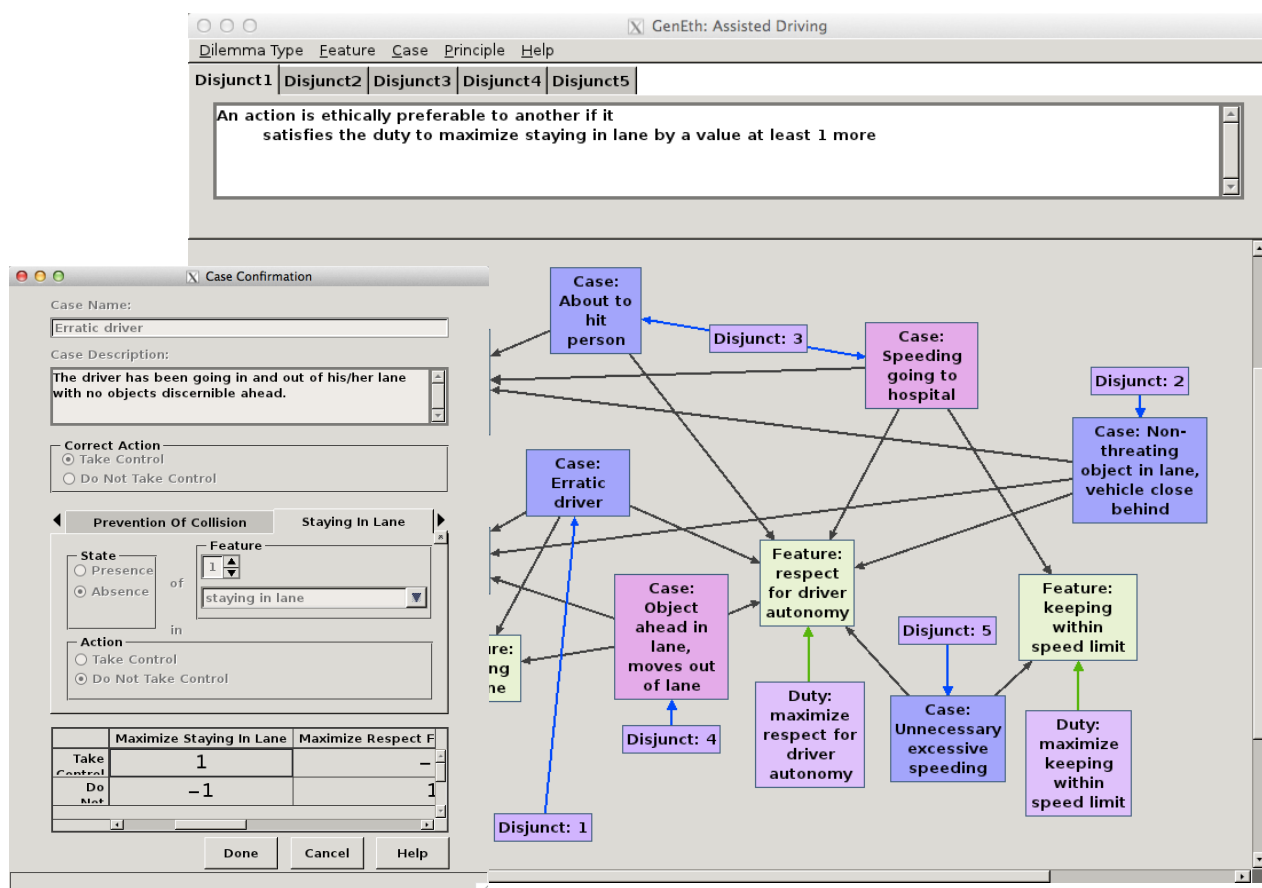 GenEth: Assisted Driving
Dilemma Type Feature Case Principle Help
Disjunct1 Disjunct2 Disjunct3 Disjunct4 Disjunct5
An action is ethically preferable to another if it
satisfies the duty to maximize staying in lane by a value at least 1 more
Case Confirmation
Case Name:
Erratic driver
Case Description:
The driver has been going in and out of his/her lane
with no objects discernible ahead.
Correct Action
Take Control
Do Not Take Control
Prevention Of Collision Staying In Lane
State
Presence
Absence
of
Feature
1
staying in lane
in
Action
Take Control
Do Not Take Control
Maximize Staying In Lane Maximize Respect F
Take
Control
1 –
Do
Not
−1 1
Done Cancel Help
Case:
About to
hit
person
Disjunct: 3
Case:
Speeding
going to
hospital
Disjunct: 2
Case: Non-
threating
object in lane,
vehicle close
behind
Case:
Erratic
driver
Feature:
respect
for driver
autonomy
Case:
Object
ahead in
lane,
moves out
of lane
Feature:
keeping
within
speed limit
Disjunct: 5
ure:
ng
ne
Disjunct: 4
Duty:
maximize
respect for
driver
autonomy
Case:
Unnecessary
excessive
speeding
Duty:
maximize
keeping
within
speed limit
Disjunct: 1